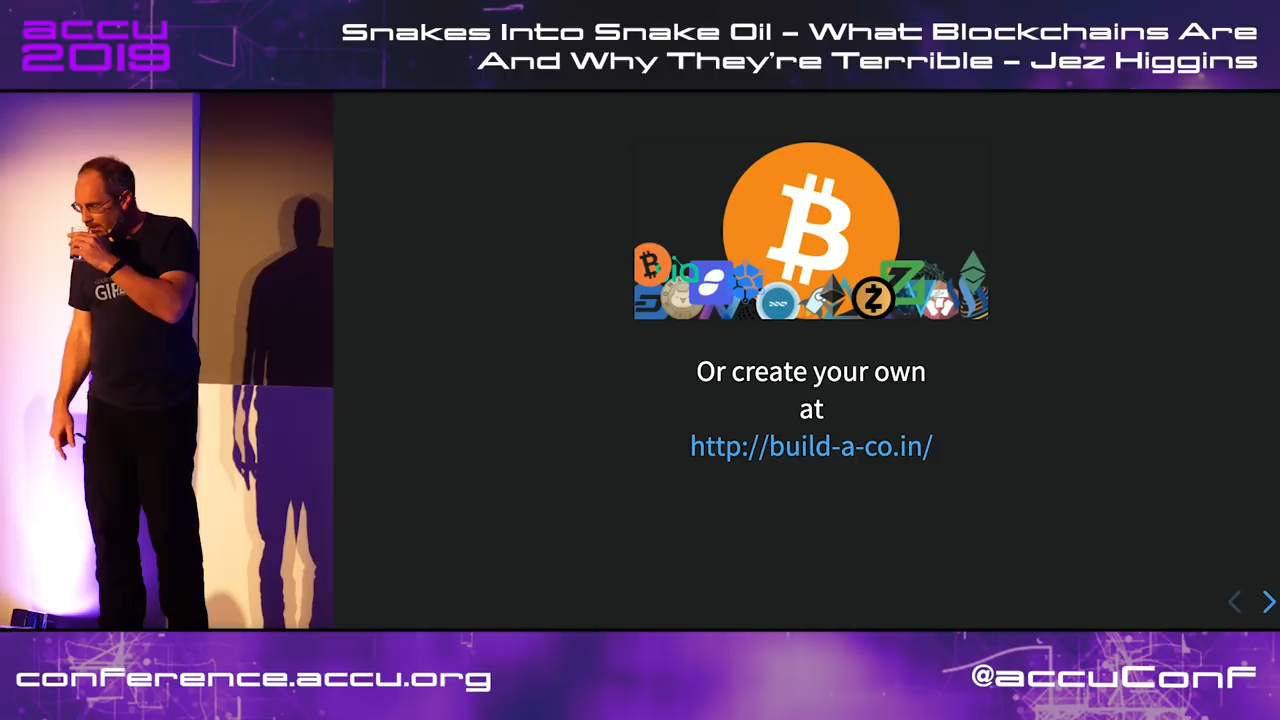 accu
2019
Snakes Into Snake Oil – What Blockchains Are
And Why They're Terrible – Jez Higgins
Or create your own
at
http://build-a-co.in/
conference.accu.org
@accuConf